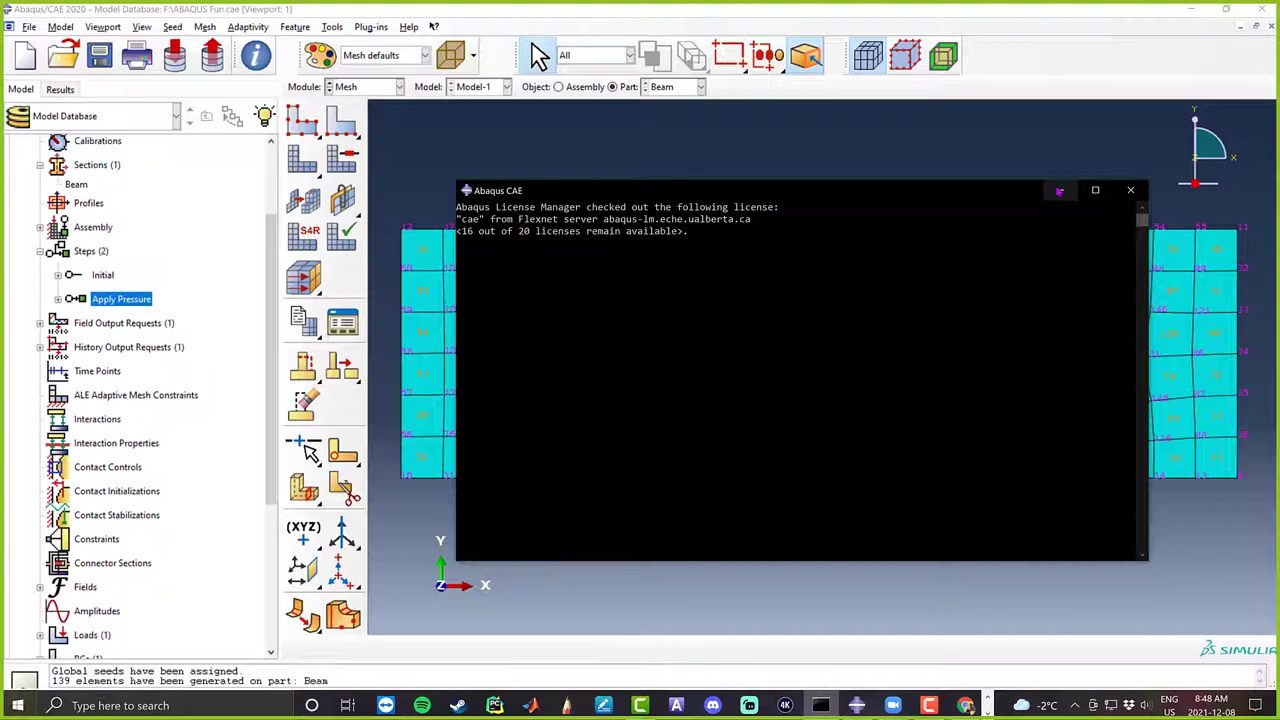 Abaqus/CAE 2020 - Model Database: F:\ABAQUS Fun.cae [Viewport: 1]
File Model Viewport View Seed Mesh Adaptivity Feature Tools Plug-ins Help
Mesh defaults All
Model Results Module: Mesh Model: Model-1 Object: Assembly Part: Beam
Model Database
Calibrations
Sections (1)
Beam
Profiles
Assembly
Steps (2)
Initial
Apply Pressure
Field Output Requests (1)
History Output Requests (1)
Time Points
ALE Adaptive Mesh Constraints
Interactions
Interaction Properties
Contact Controls
Contact Initializations
Contact Stabilizations
Constraints
Connector Sections
Fields
Amplitudes
Loads (1)
S4R
(XYZ)
Abaqus CAE
Abaqus License Manager checked out the following license:
"cae" from Flexnet server abaqus-lm.eche.ualberta.ca
<16 out of 20 licenses remain available>.
Y
X
Y
Z
X
SIMULIA
Global seeds have been assigned.
139 elements have been generated on part: Beam
Type here to search
-2°C
ENG
8:48 AM
2021-12-08